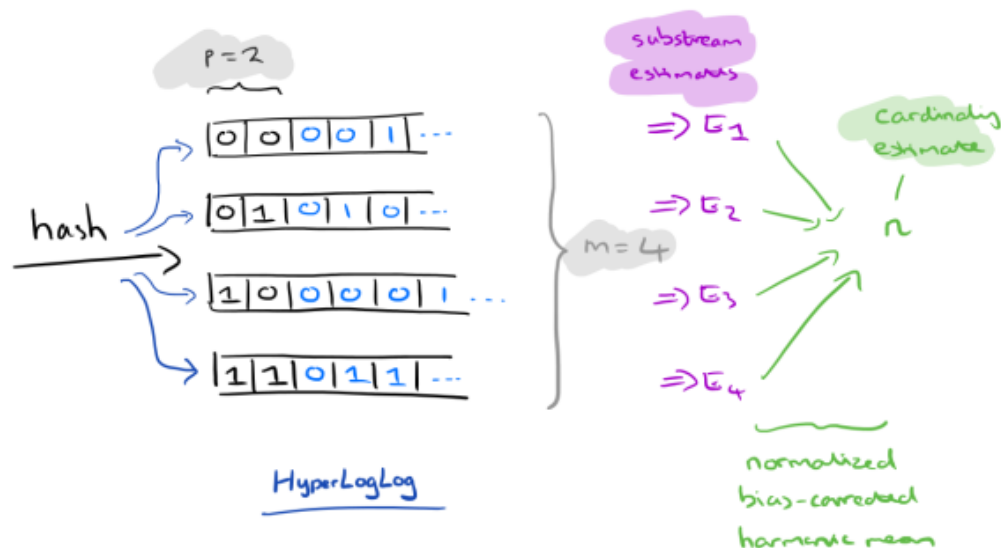 p = 2
substream
estimates
0 0 0 0 1 ...
=> E1
cardinality
estimate
0 1 0 1 0 ...
=> E2
n
hash
m = 4
1 0 0 0 0 1 ...
=> E3
1 1 0 1 1 ...
=> E4
HyperLogLog
normalized
bias-corrected
harmonic mean